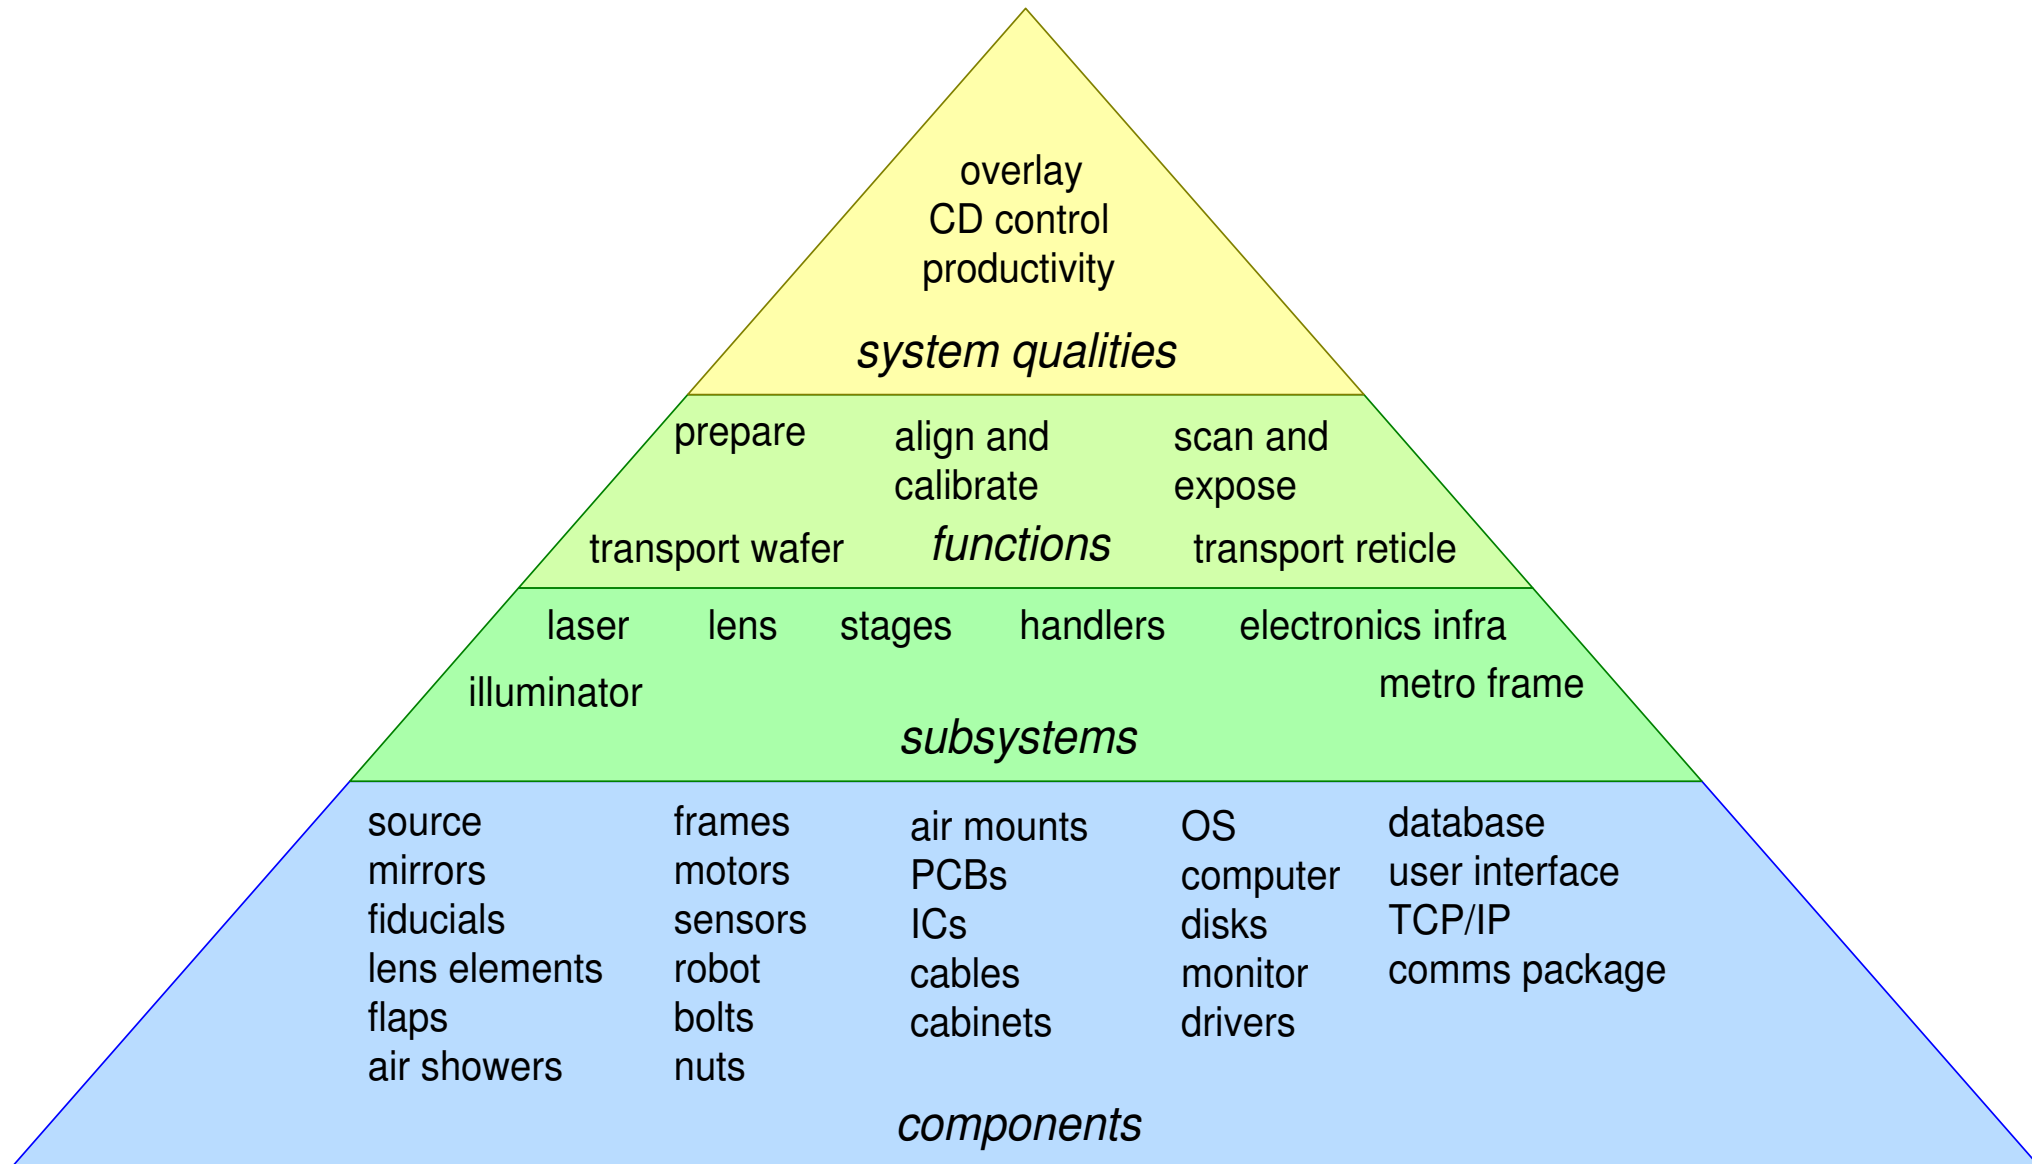 overlay
CD control
productivity
system qualities
prepare
align and
calibrate
scan and
expose
transport wafer
functions
transport reticle
laser
lens
stages
handlers
electronics infra
illuminator
metro frame
subsystems
source
mirrors
fiducials
lens elements
flaps
air showers
frames
motors
sensors
robot
bolts
nuts
air mounts
PCBs
ICs
cables
cabinets
OS
computer
disks
monitor
drivers
database
user interface
TCP/IP
comms package
components